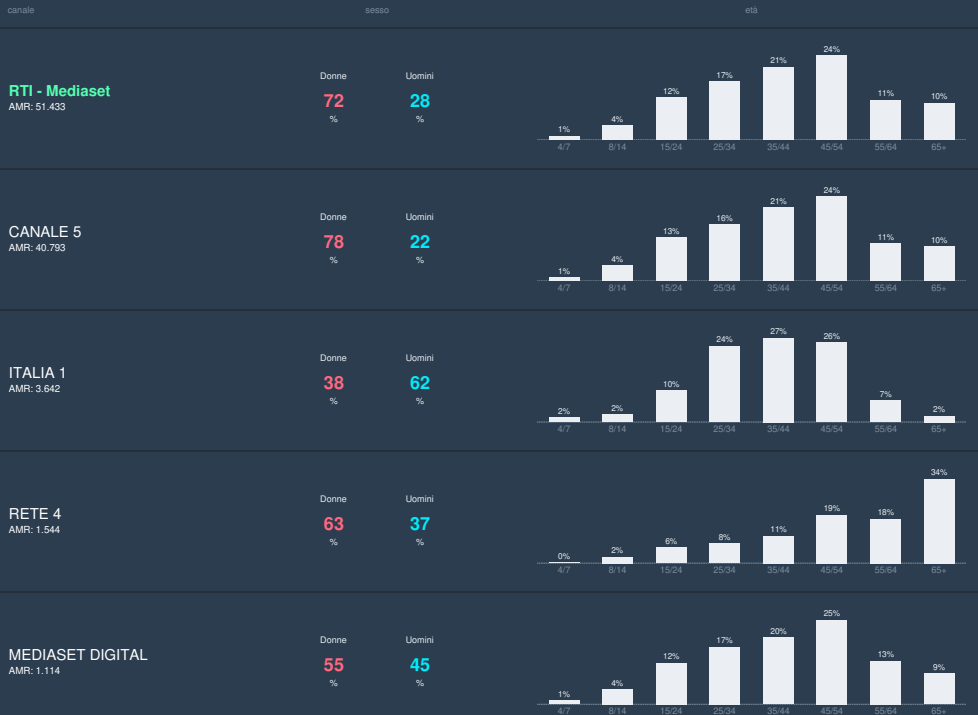 canale sesso età
RTI - Mediaset
AMR: 51.433
Donne Uomini
72 28
% %
1% 4% 12% 17% 21% 24% 11% 10%
4/7 8/14 15/24 25/34 35/44 45/54 55/64 65+
CANALE 5
AMR: 40.793
Donne Uomini
78 22
% %
1% 4% 13% 16% 21% 24% 11% 10%
4/7 8/14 15/24 25/34 35/44 45/54 55/64 65+
ITALIA 1
AMR: 3.642
Donne Uomini
38 62
% %
2% 2% 10% 24% 27% 26% 7% 2%
4/7 8/14 15/24 25/34 35/44 45/54 55/64 65+
RETE 4
AMR: 1.544
Donne Uomini
63 37
% %
0% 2% 6% 8% 11% 19% 18% 34%
4/7 8/14 15/24 25/34 35/44 45/54 55/64 65+
MEDIASET DIGITAL
AMR: 1.114
Donne Uomini
55 45
% %
1% 4% 12% 17% 20% 25% 13% 9%
4/7 8/14 15/24 25/34 35/44 45/54 55/64 65+